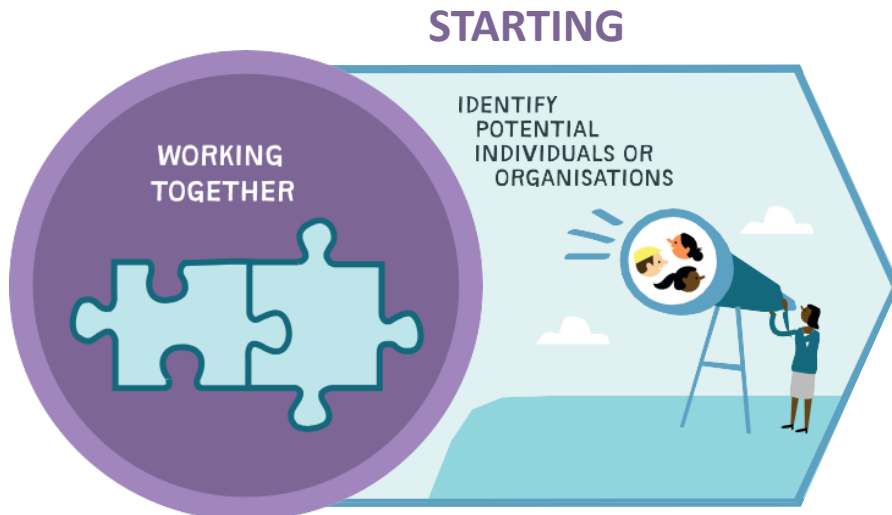 STARTING
WORKING
TOGETHER
IDENTIFY
POTENTIAL
INDIVIDUALS OR
ORGANISATIONS